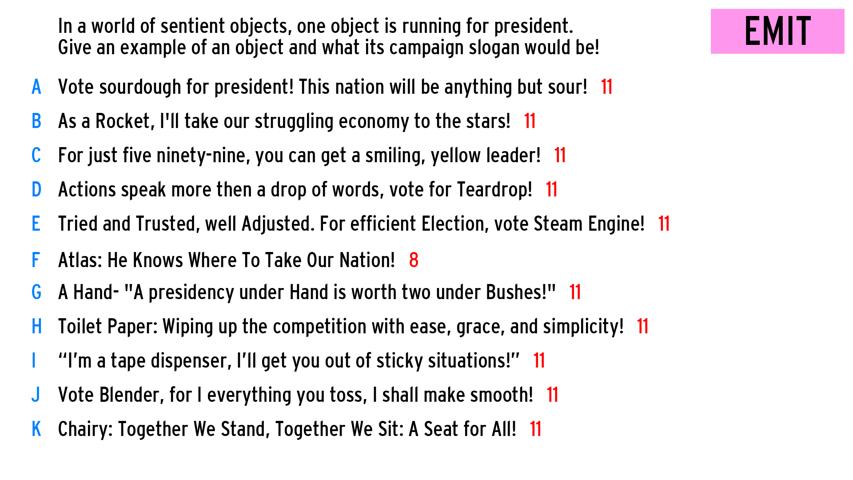 In a world of sentient objects, one object is running for president.
Give an example of an object and what its campaign slogan would be!
EMIT
A Vote sourdough for president! This nation will be anything but sour! 11
B As a Rocket, I'll take our struggling economy to the stars! 11
C For just five ninety-nine, you can get a smiling, yellow leader! 11
D Actions speak more then a drop of words, vote for Teardrop! 11
E Tried and Trusted, well Adjusted. For efficient Election, vote Steam Engine! 11
F Atlas: He Knows Where To Take Our Nation! 8
G A Hand- "A presidency under Hand is worth two under Bushes!" 11
H Toilet Paper: Wiping up the competition with ease, grace, and simplicity! 11
I “I’m a tape dispenser, I’ll get you out of sticky situations!” 11
J Vote Blender, for I everything you toss, I shall make smooth! 11
K Chairy: Together We Stand, Together We Sit: A Seat for All! 11